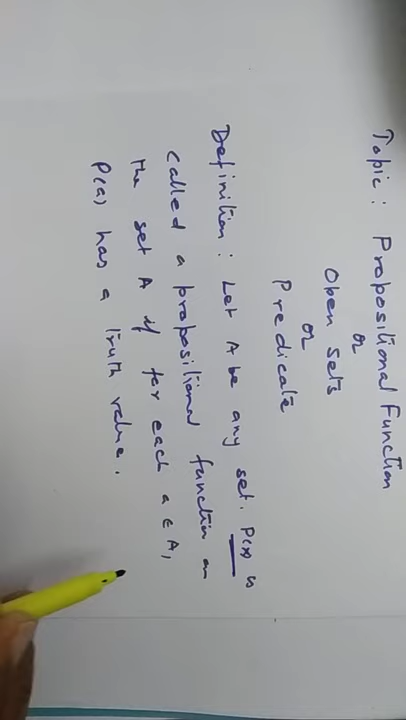 Topic : Propositional Function
or
Open Sets
or
Predicate
Definition : Let A be any set. P(x) is
called a propositional function on
the set A if for each a ∈ A,
P(a) has a truth value.